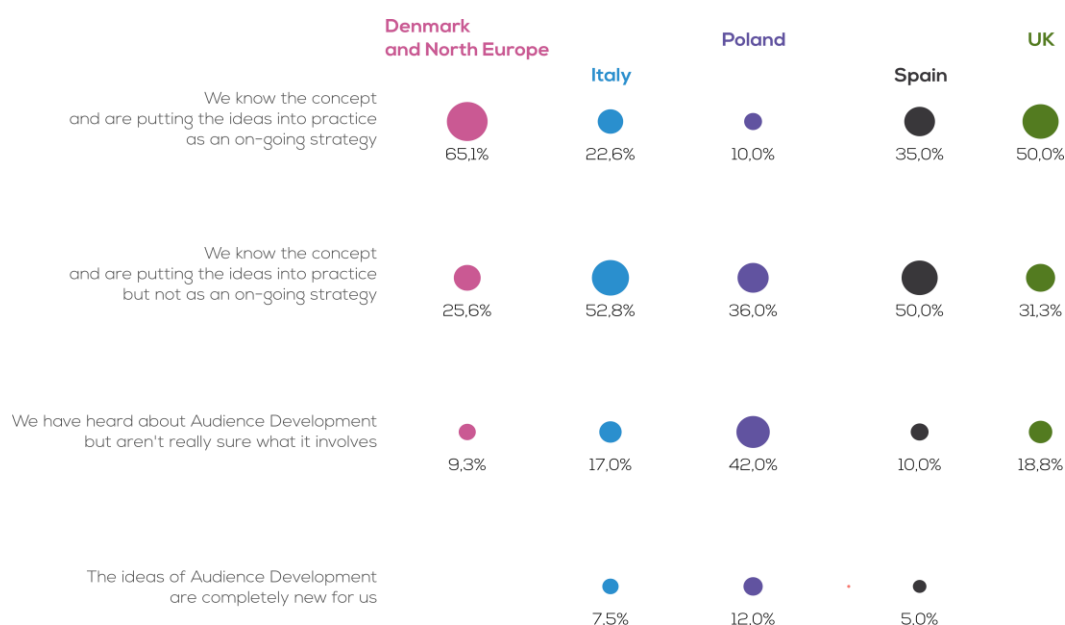 Denmark
and North Europe
Italy
Poland
Spain
UK
We know the concept
and are putting the ideas into practice
as an on-going strategy
65,1%
22,6%
10,0%
35,0%
50,0%
We know the concept
and are putting the ideas into practice
but not as an on-going strategy
25,6%
52,8%
36,0%
50,0%
31,3%
We have heard about Audience Development
but aren't really sure what it involves
9,3%
17,0%
42,0%
10,0%
18,8%
The ideas of Audience Development
are completely new for us
7,5%
12,0%
5,0%